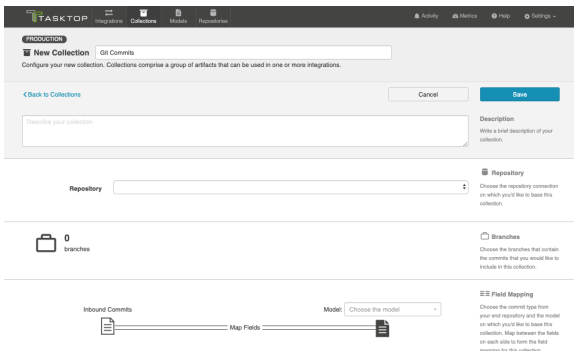 TASKTOP
Integrations
Collections
Models
Repositories
Activity
Metrics
Help
Settings
PRODUCTION
New Collection
Git Commits
Configure your new collection. Collections comprise a group of artifacts that can be used in one or more integrations.
Back to Collections
Cancel
Save
Describe your collection
Description
Write a brief description of your
collection.
Repository
Repository
Choose the repository connection
on which you'd like to base this
collection.
0
branches
Branches
Choose the branches that contain
the commits that you would like to
include in this collection.
Inbound Commits
Model:
Choose the model
Map Fields
Field Mapping
Choose the commit type from
your end repository and the model
on which you'd like to base this
collection. Map between the fields
on each side to form the field
mapping for this collection.